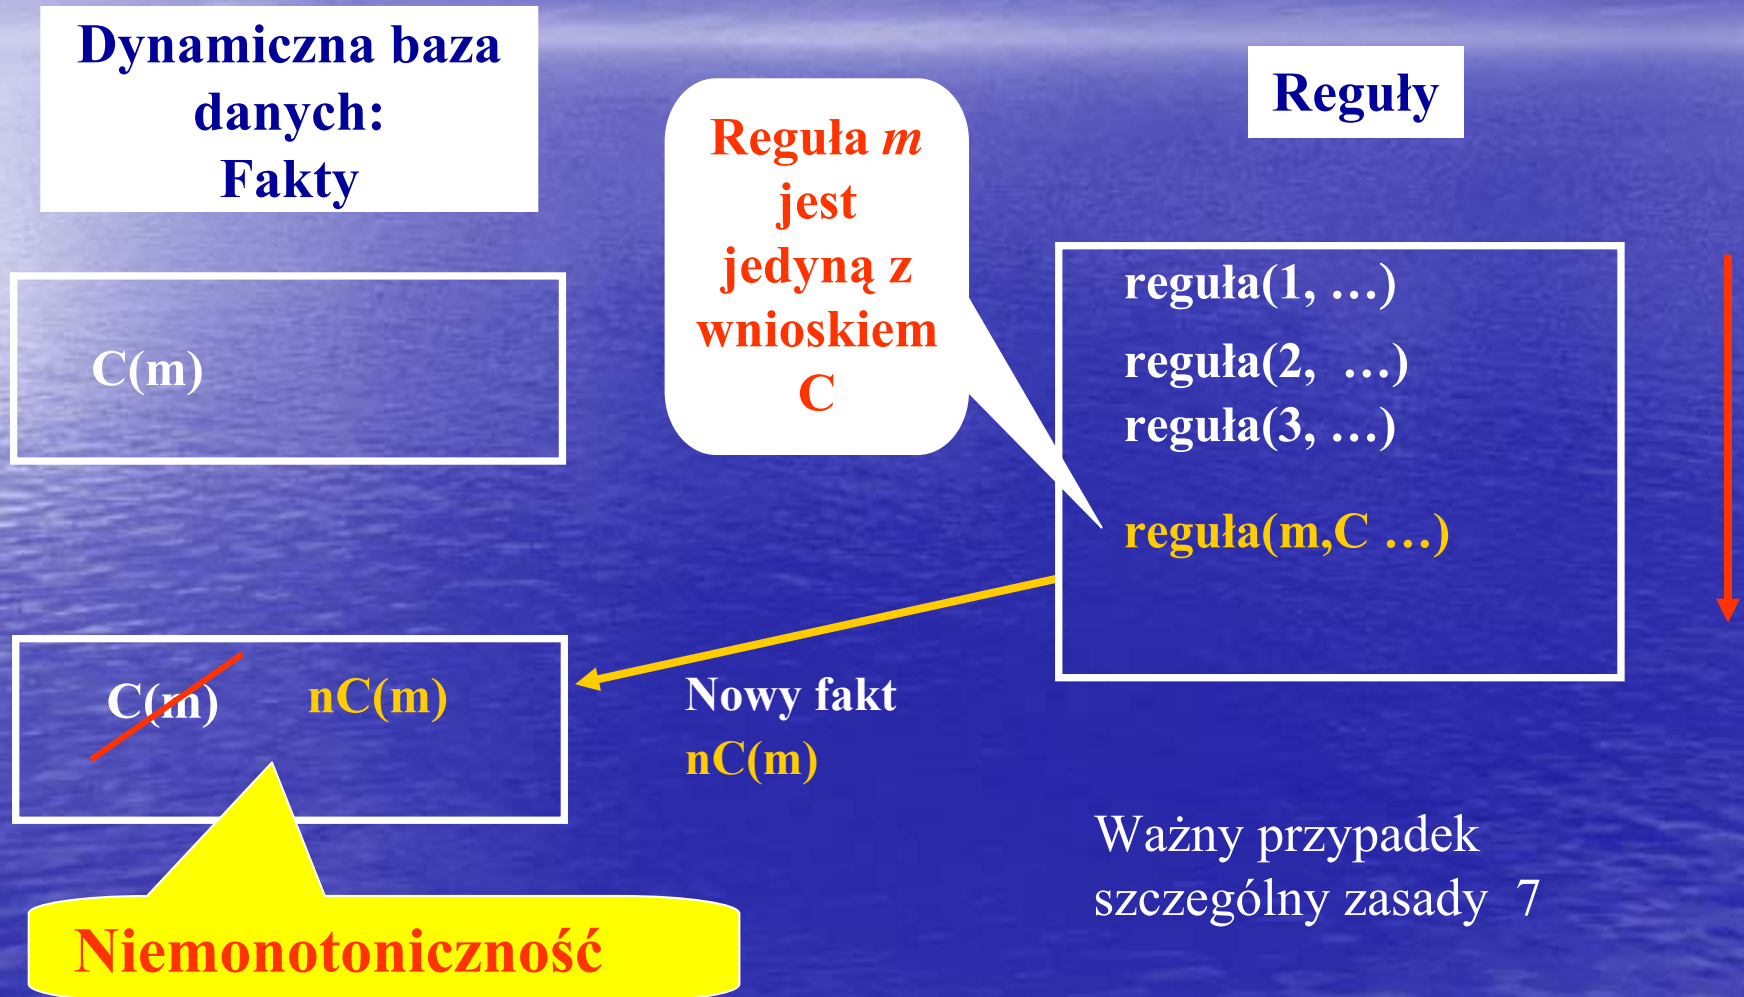 Dynamiczna baza
danych:
Fakty
Reguła m
jest
jedyną z
wnioskiem
C
Reguły
C(m)
reguła(1, …)
reguła(2,  …)
reguła(3, …)
reguła(m,C …)
C(m)
nC(m)
Nowy fakt
nC(m)
Ważny przypadek
szczególny zasady  7
Niemonotoniczność